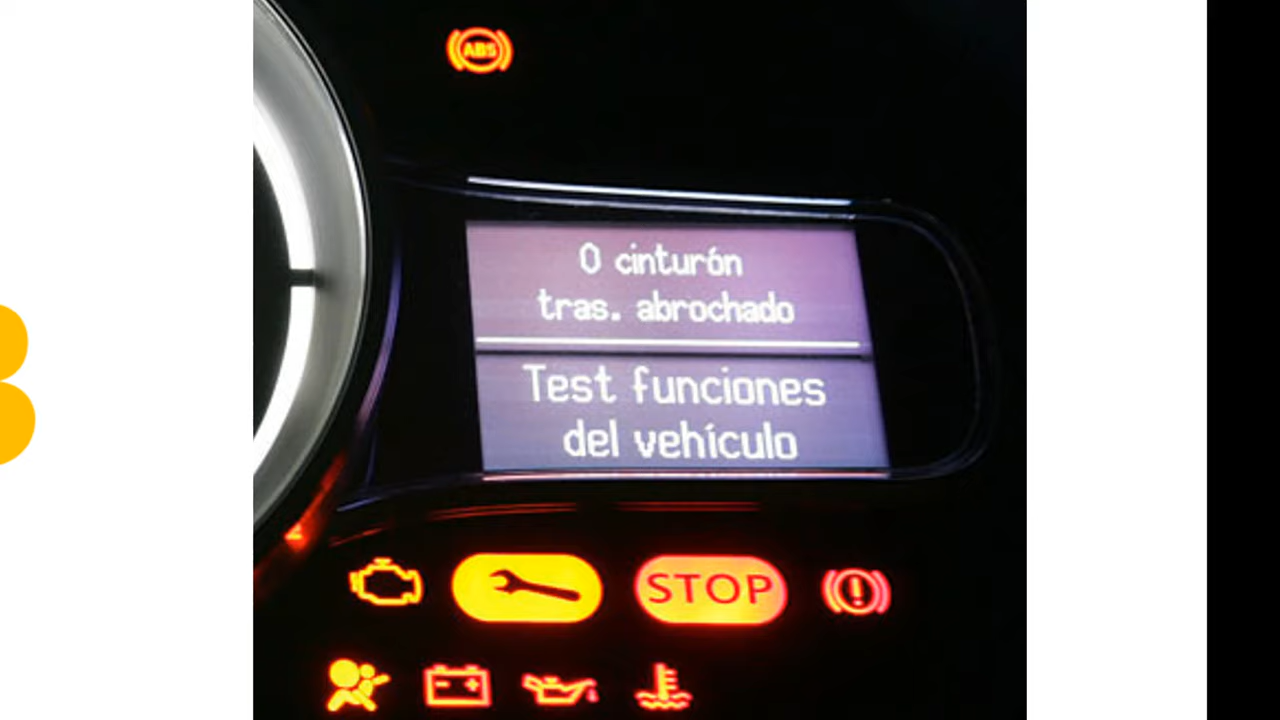 ABS
0 cinturón
tras. abrochado
Test funciones
del vehículo
STOP